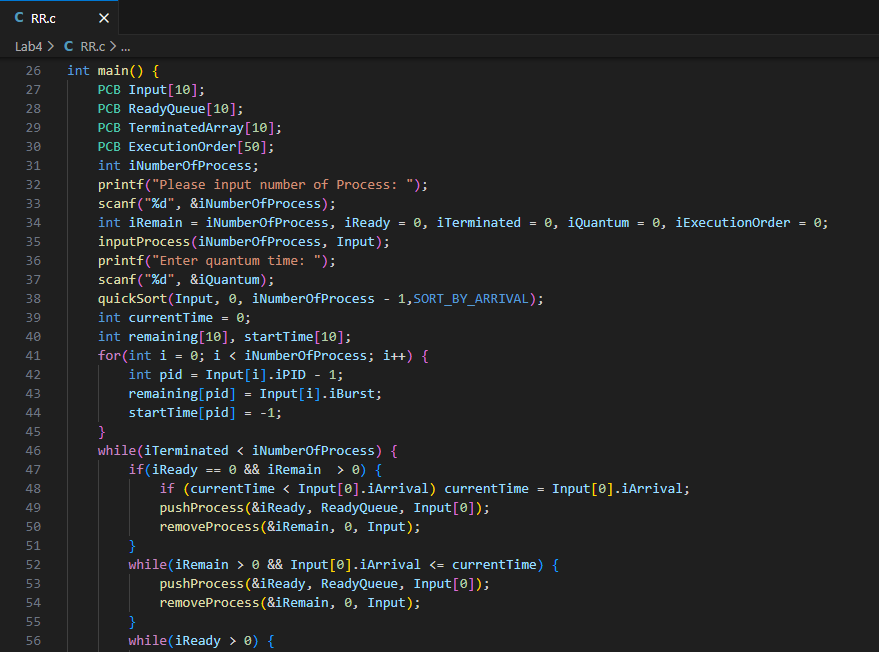 C RR.c ×
Lab4 > C RR.c > ...
26 int main() {
27 PCB Input[10];
28 PCB ReadyQueue[10];
29 PCB TerminatedArray[10];
30 PCB ExecutionOrder[50];
31 int iNumberOfProcess;
32 printf("Please input number of Process: ");
33 scanf("%d", &iNumberOfProcess);
34 int iRemain = iNumberOfProcess, iReady = 0, iTerminated = 0, iQuantum = 0, iExecutionOrder = 0;
35 inputProcess(iNumberOfProcess, Input);
36 printf("Enter quantum time: ");
37 scanf("%d", &iQuantum);
38 quickSort(Input, 0, iNumberOfProcess - 1,SORT_BY_ARRIVAL);
39 int currentTime = 0;
40 int remaining[10], startTime[10];
41 for(int i = 0; i < iNumberOfProcess; i++) {
42 int pid = Input[i].iPID - 1;
43 remaining[pid] = Input[i].iBurst;
44 startTime[pid] = -1;
45 }
46 while(iTerminated < iNumberOfProcess) {
47 if(iReady == 0 && iRemain  > 0) {
48 if (currentTime < Input[0].iArrival) currentTime = Input[0].iArrival;
49 pushProcess(&iReady, ReadyQueue, Input[0]);
50 removeProcess(&iRemain, 0, Input);
51 }
52 while(iRemain > 0 && Input[0].iArrival <= currentTime) {
53 pushProcess(&iReady, ReadyQueue, Input[0]);
54 removeProcess(&iRemain, 0, Input);
55 }
56 while(iReady > 0) {